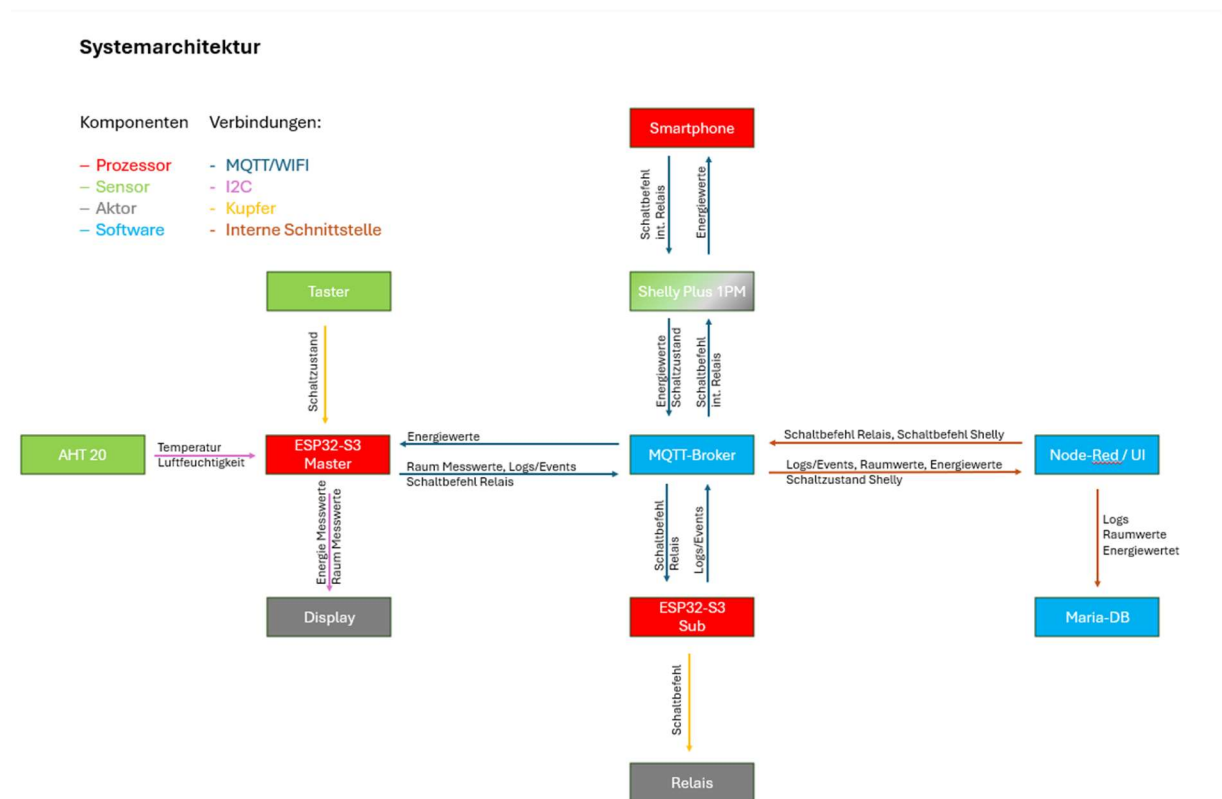 Systemarchitektur
Komponenten
Verbindungen:
– Prozessor
– Sensor
– Aktor
– Software
- MQTT/WIFI
- I2C
- Kupfer
- Interne Schnittstelle
Smartphone
Schaltbefehl
int. Relais
Energiewerte
Taster
Shelly Plus 1PM
Schaltzustand
Energiewerte
Schaltzustand
Schaltbefehl
int. Relais
AHT 20
Temperatur
Luftfeuchtigkeit
ESP32-S3
Master
Energiewerte
Raum Messwerte, Logs/Events
Schaltbefehl Relais
MQTT-Broker
Schaltbefehl Relais, Schaltbefehl Shelly
Logs/Events, Raumwerte, Energiewerte
Schaltzustand Shelly
Node-Red / UI
Energie Messwerte
Raum Messwerte
Schaltbefehl
Relais
Logs/Events
Logs
Raumwerte
Energiewertet
Display
ESP32-S3
Sub
Maria-DB
Schaltbefehl
Relais